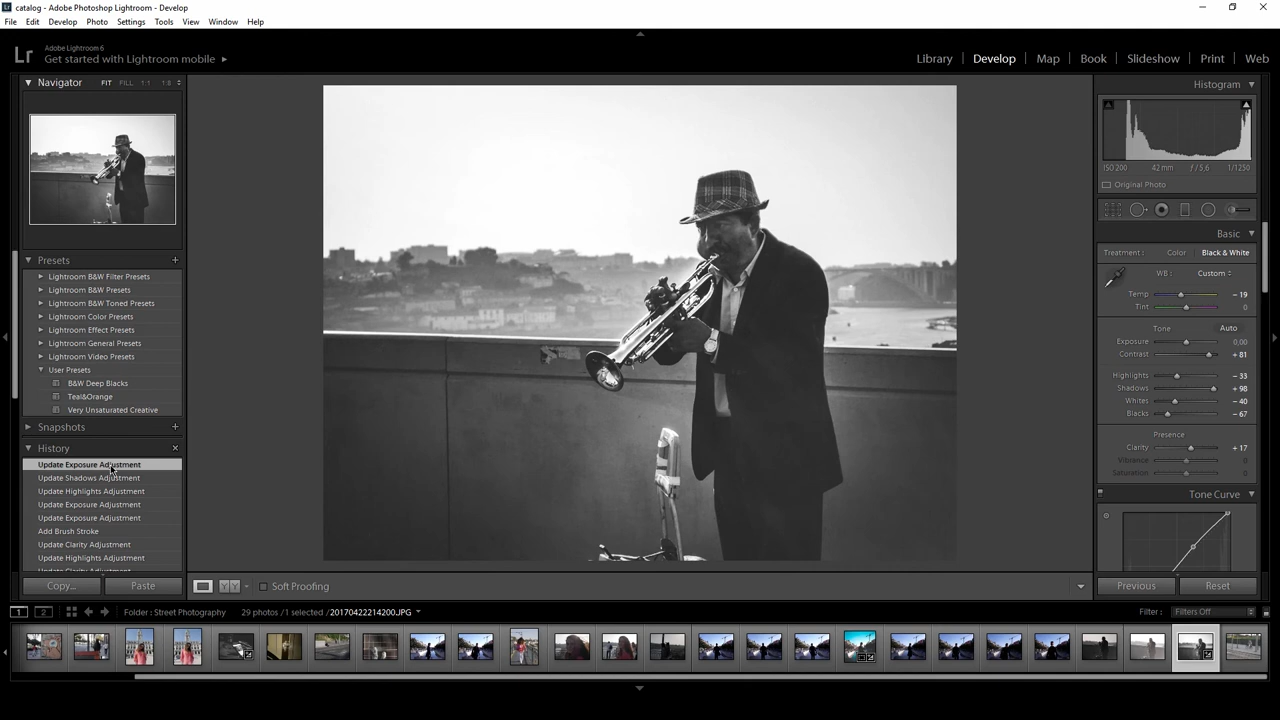 catalog - Adobe Photoshop Lightroom - Develop
File Edit Develop Photo Settings Tools View Window Help
Lr
Adobe Lightroom 6
Get started with Lightroom mobile
Library | Develop | Map | Book | Slideshow | Print | Web
Navigator FIT FILL 1:1 1:8
Presets
Lightroom B&W Filter Presets
Lightroom B&W Presets
Lightroom B&W Toned Presets
Lightroom Color Presets
Lightroom Effect Presets
Lightroom General Presets
Lightroom Video Presets
User Presets
B&W Deep Blacks
Teal&Orange
Very Unsaturated Creative
Snapshots
History
Update Exposure Adjustment
Update Shadows Adjustment
Update Highlights Adjustment
Update Exposure Adjustment
Update Exposure Adjustment
Add Brush Stroke
Update Clarity Adjustment
Update Highlights Adjustment
Update Clarity Adjustment
Copy... Paste
Soft Proofing
Histogram
ISO 200 42 mm f / 5,6 1/1250
Original Photo
Basic
Treatment : Color Black & White
WB : Custom
Temp - 19
Tint 0
Tone Auto
Exposure 0,00
Contrast + 81
Highlights - 33
Shadows + 98
Whites - 40
Blacks - 67
Presence
Clarity + 17
Vibrance 0
Saturation 0
Tone Curve
Previous Reset
1 2 Folder : Street Photography 29 photos /1 selected /20170422214200.JPG Filter : Filters Off